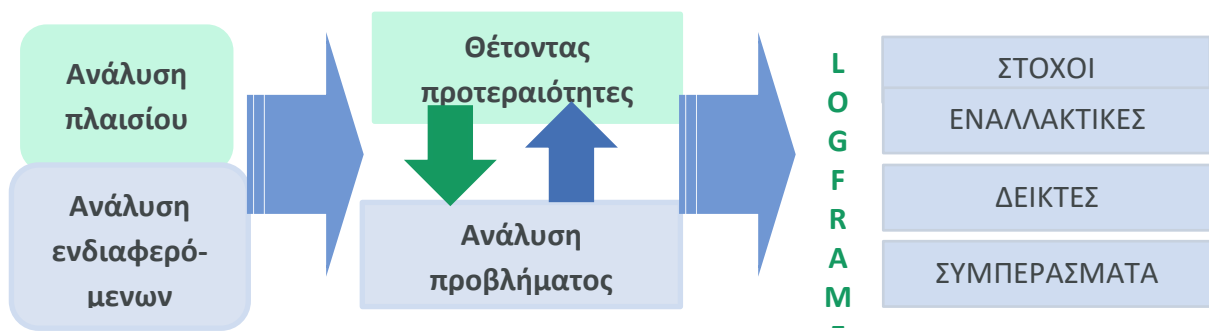 Ανάλυση
πλαισίου
Ανάλυση
ενδιαφερό-
μενων
Θέτοντας
προτεραιότητες
Ανάλυση
προβλήματος
L
O
G
F
R
A
M
E
ΣΤΟΧΟΙ
ΕΝΑΛΛΑΚΤΙΚΕΣ
ΔΕΙΚΤΕΣ
ΣΥΜΠΕΡΑΣΜΑΤΑ